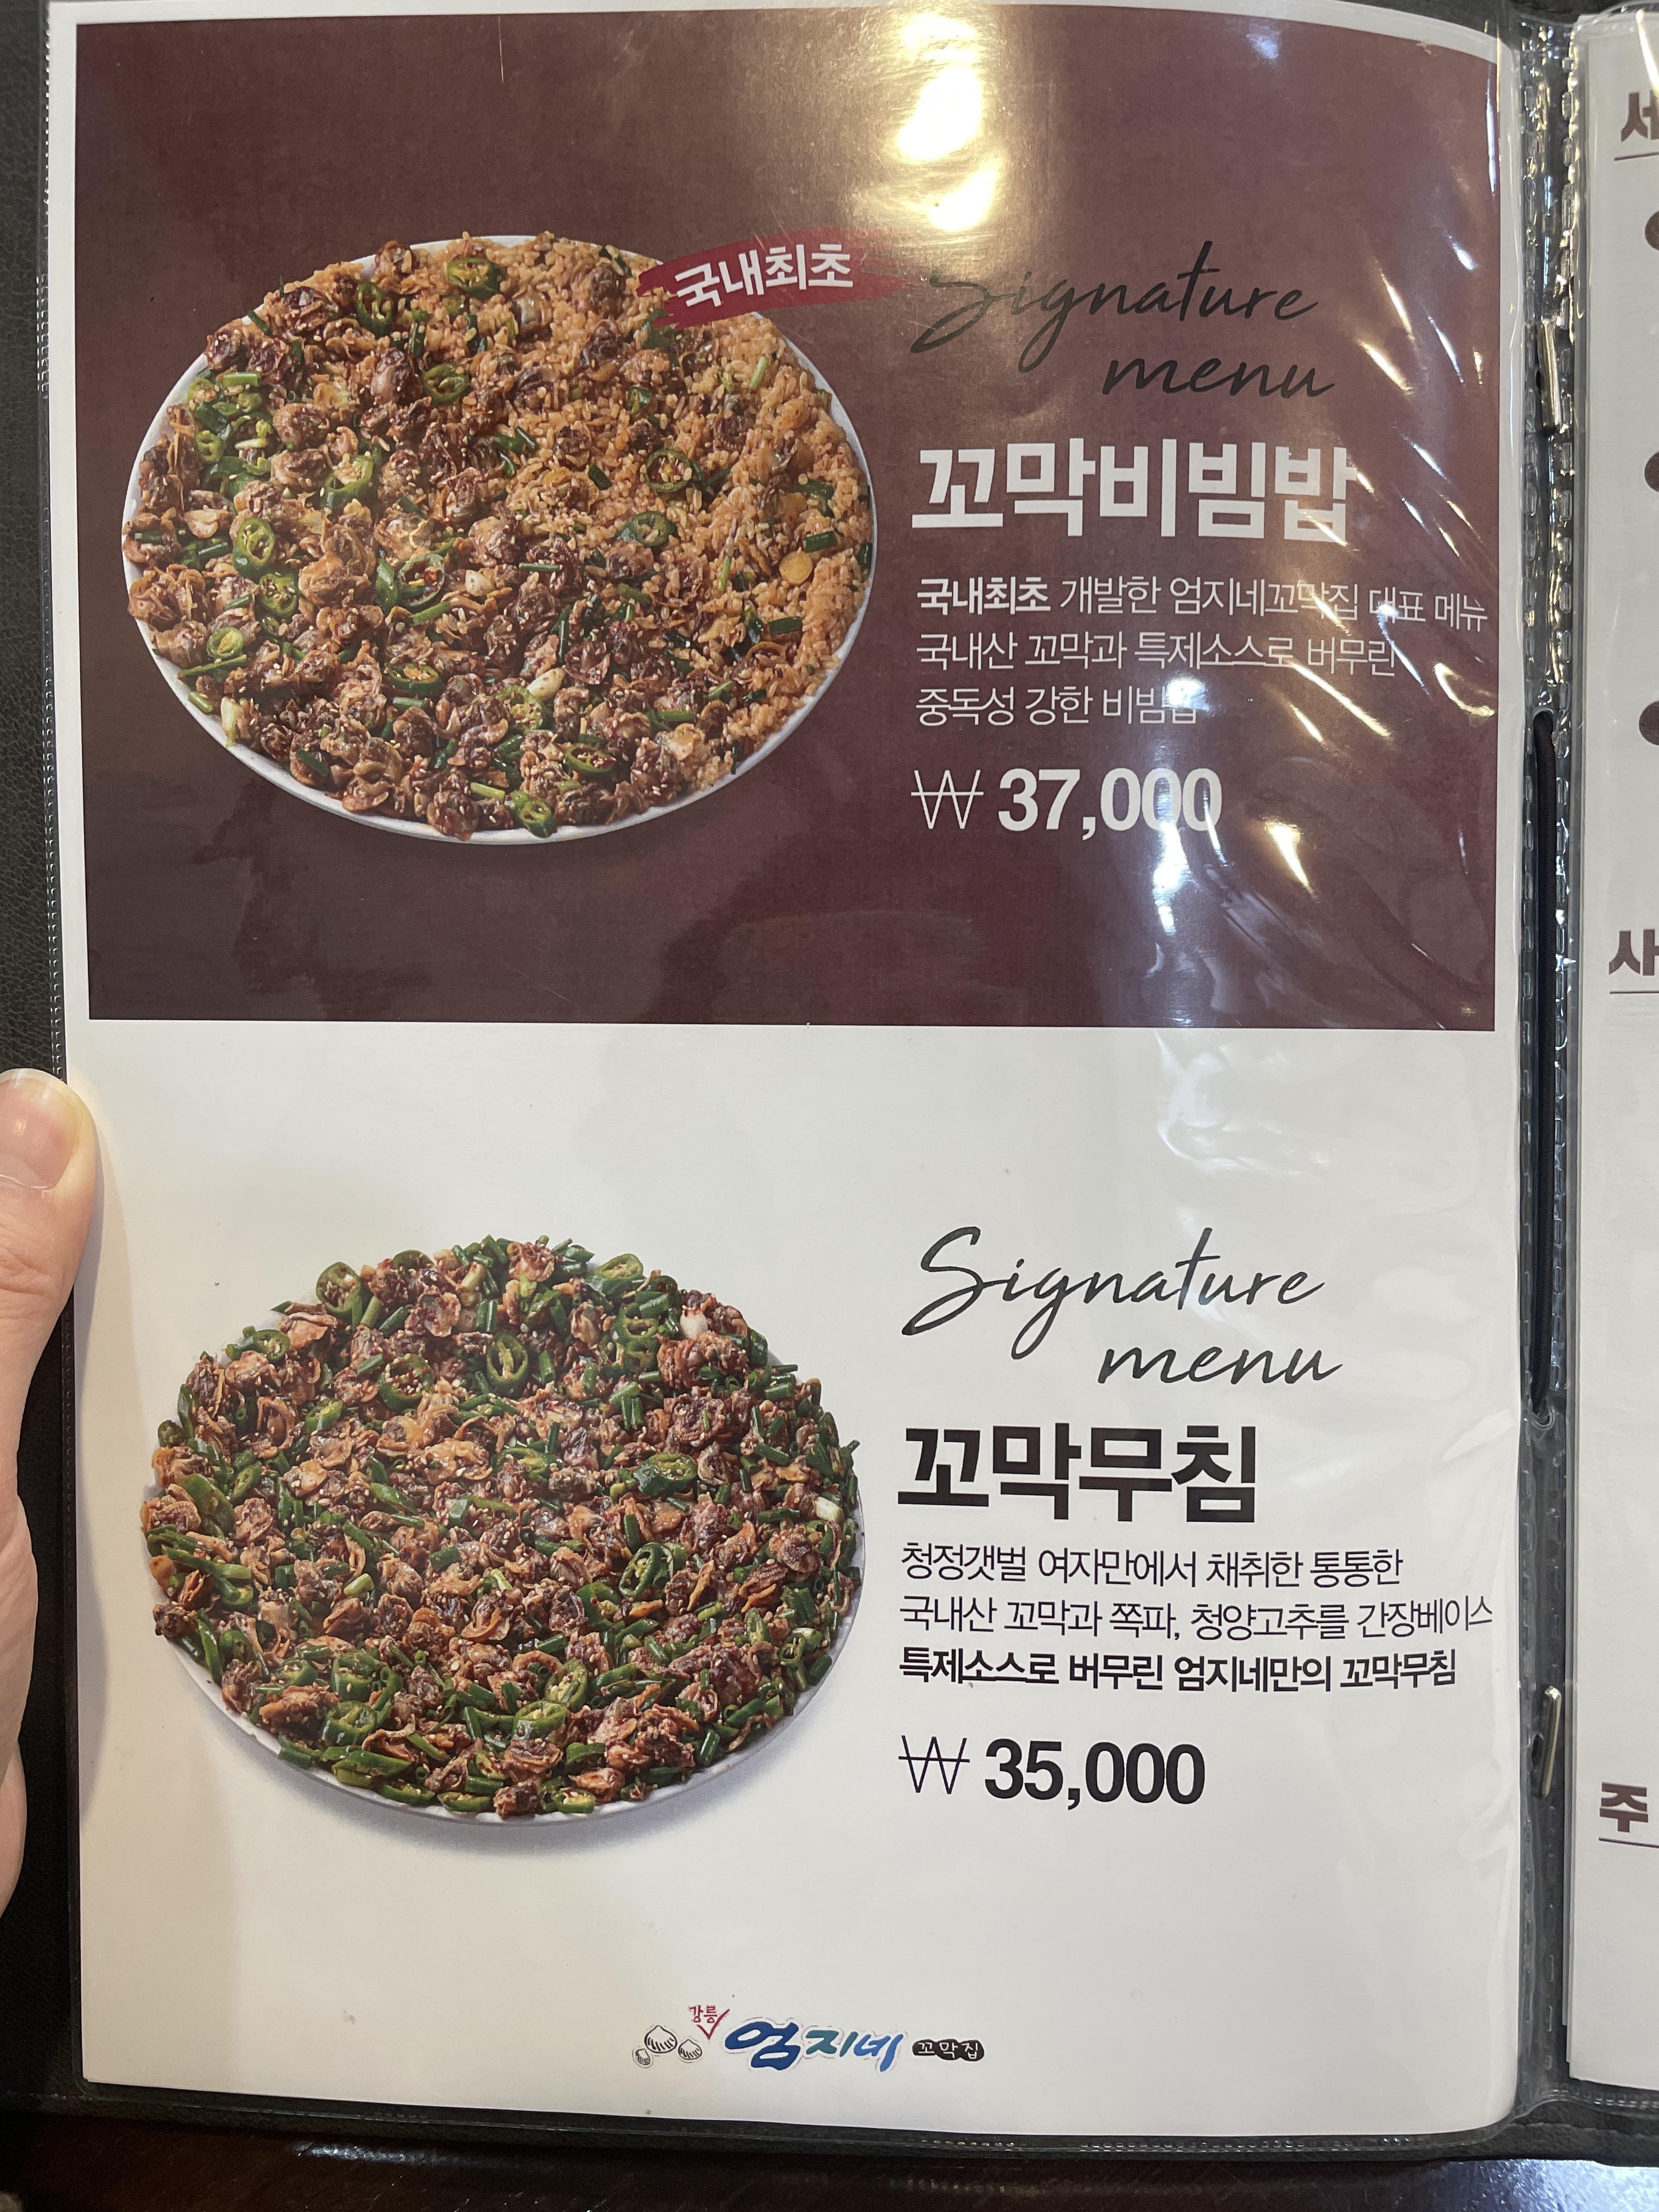 국내최초
Signature
menu
꼬막비빔밥
국내최초 개발한 엄지네꼬막집 대표 메뉴
국내산 꼬막과 특제소스로 버무린
중독성 강한 비빔밥
₩ 37,000
Signature
menu
꼬막무침
청정갯벌 여자만에서 채취한 통통한
국내산 꼬막과 쪽파, 청양고추를 간장베이스
특제소스로 버무린 엄지네만의 꼬막무침
₩ 35,000
강릉
엄지네 꼬막집
사
주